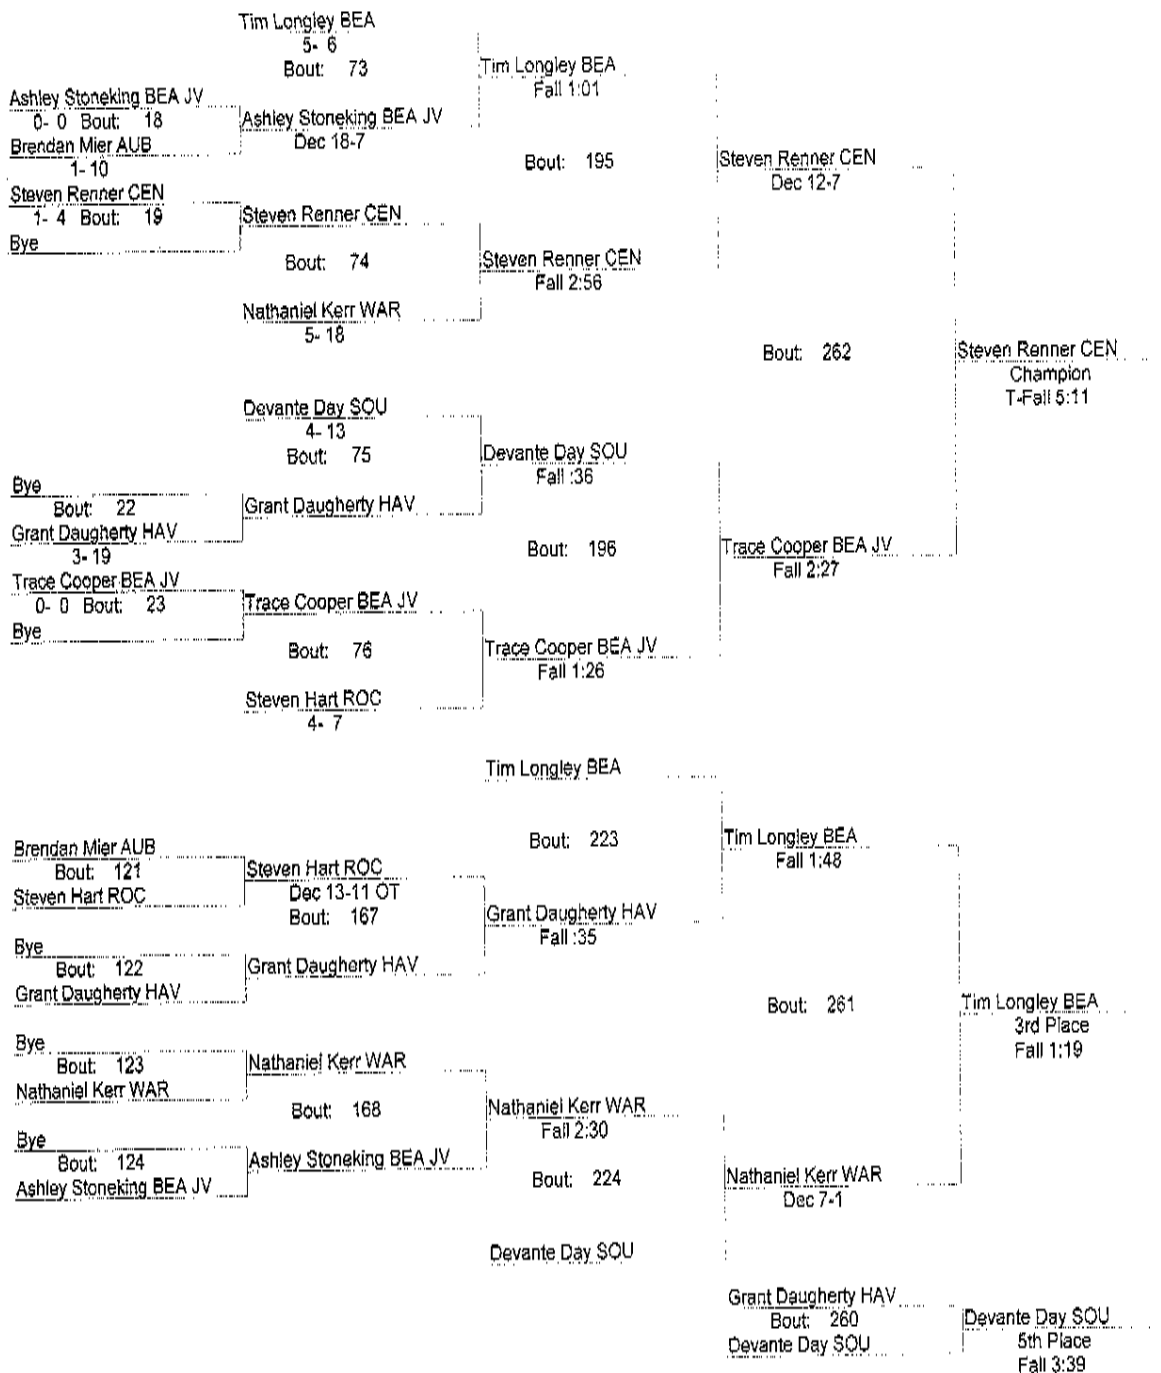 Tim Longley BEA
5- 6
Bout: 73
Tim Longley BEA
Fall 1:01
Ashley Stoneking BEA JV
0- 0 Bout: 18
Ashley Stoneking BEA JV
Dec 18-7
Brendan Mier AUB
1- 10
Bout: 195
Steven Renner CEN
Dec 12-7
Steven Renner CEN
1- 4 Bout: 19
Steven Renner CEN
Bye
Bout: 74
Steven Renner CEN
Fall 2:56
Nathaniel Kerr WAR
5- 18
Bout: 262
Steven Renner CEN
Champion
T-Fall 5:11
Devante Day SOU
4- 13
Bout: 75
Devante Day SOU
Fall :36
Bye
Bout: 22
Grant Daugherty HAV
Grant Daugherty HAV
3- 19
Bout: 196
Trace Cooper BEA JV
Fall 2:27
Trace Cooper BEA JV
0- 0 Bout: 23
Trace Cooper BEA JV
Bye
Bout: 76
Trace Cooper BEA JV
Fall 1:26
Steven Hart ROC
4- 7
Tim Longley BEA
Bout: 223
Tim Longley BEA
Fall 1:48
Brendan Mier AUB
Bout: 121
Steven Hart ROC
Steven Hart ROC
Dec 13-11 OT
Bout: 167
Grant Daugherty HAV
Fall :35
Bye
Bout: 122
Grant Daugherty HAV
Grant Daugherty HAV
Bout: 261
Tim Longley BEA
3rd Place
Fall 1:19
Bye
Bout: 123
Nathaniel Kerr WAR
Nathaniel Kerr WAR
Bout: 168
Nathaniel Kerr WAR
Fall 2:30
Bye
Bout: 124
Ashley Stoneking BEA JV
Ashley Stoneking BEA JV
Bout: 224
Nathaniel Kerr WAR
Dec 7-1
Devante Day SOU
Grant Daugherty HAV
Bout: 260
Devante Day SOU
Devante Day SOU
5th Place
Fall 3:39